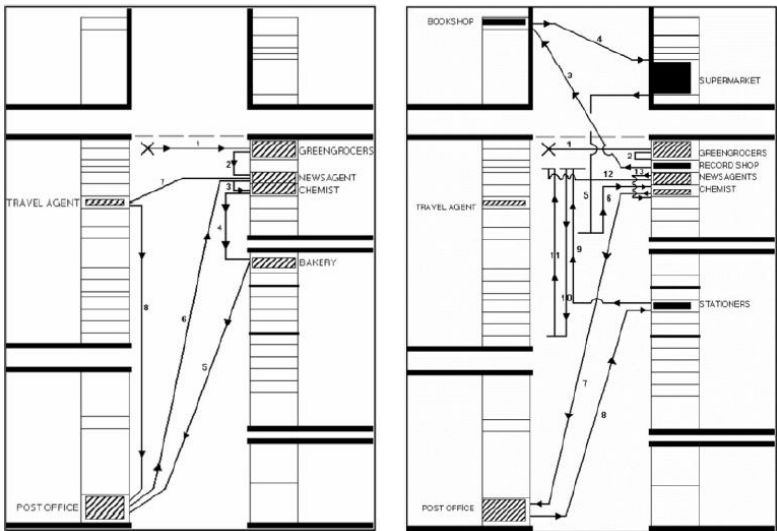 1
GREENGROCERS
2
NEWSAGENT
3
CHEMIST
7
TRAVEL AGENT
4
BAKERY
8
6
5
POST OFFICE
BOOKSHOP
4
3
SUPERMARKET
1
GREENGROCERS
2
RECORD SHOP
12
13
NEWSAGENTS
CHEMIST
5
6
TRAVEL AGENT
9
11
10
STATIONERS
7
8
POST OFFICE